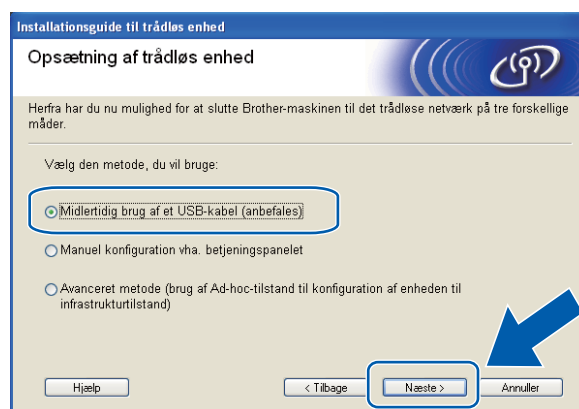 Installationsguide til trådløs enhed
Opsætning af trådløs enhed
Herfra har du nu mulighed for at slutte Brother-maskinen til det trådløse netværk på tre forskellige
måder.
Vælg den metode, du vil bruge:
Midlertidig brug af et USB-kabel (anbefales)
Manuel konfiguration vha. betjeningspanelet
Avanceret metode (brug af Ad-hoc-tilstand til konfiguration af enheden til
infrastrukturtilstand)
Hjælp
< Tilbage
Næste >
Annuller